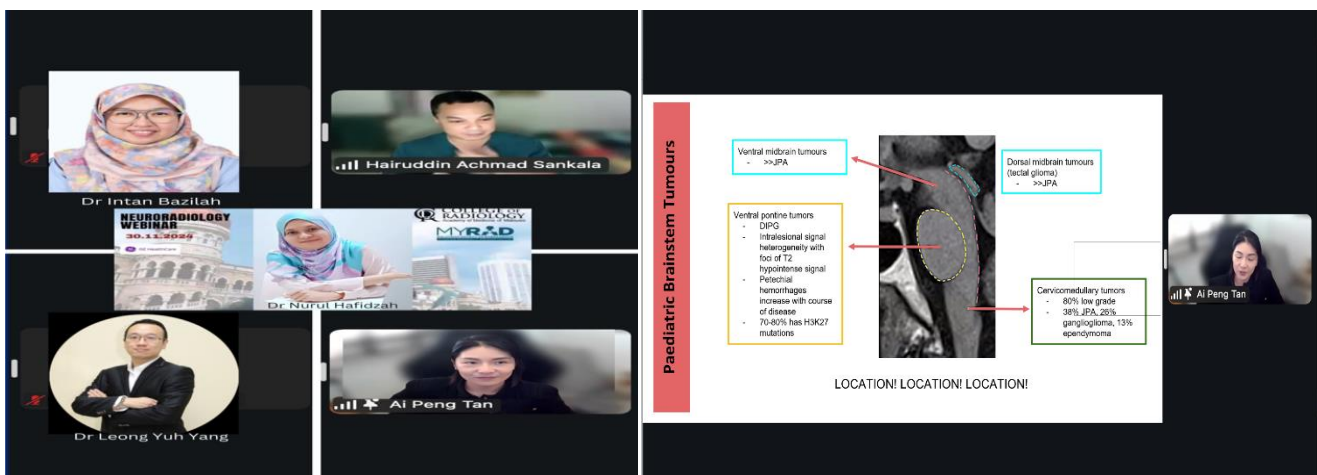 Dr Intan Bazilah
Hairuddin Achmad Sankala
NEURORADIOLOGY
WEBINAR
30.11.2024
GE HealthCare
COLLEGE OF
RADIOLOGY
MYRAD
Dr Nurul Hafidzah
Dr Leong Yuh Yang
Ai Peng Tan
Paediatric Brainstem Tumours
Ventral midbrain tumours
- >>JPA
Dorsal midbrain tumours
(tectal glioma)
- >>JPA
Ventral pontine tumors
- DIPG
- Intralesional signal
heterogeneity with
foci of T2
hypointense signal
- Petechial
hemorrhages
increase with course
of disease
- 70-80% has H3K27
mutations
Cervicomedullary tumors
- 80% low grade
- 38% JPA, 26%
ganglioglioma, 13%
ependymoma
LOCATION! LOCATION! LOCATION!
Ai Peng Tan